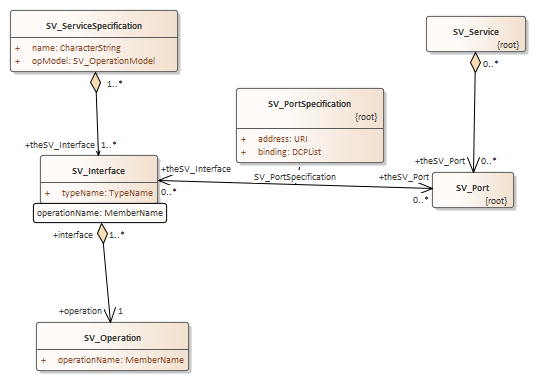 SV_ServiceSpecification
+ name: CharacterString
+ opModel: SV_OperationModel
SV_Service
{root}
1..*
0..*
SV_PortSpecification
{root}
+ address: URI
+ binding: DCPList
+theSV_Interface 1..*
+theSV_Port 0..*
SV_Interface
+ typeName: TypeName
operationName: MemberName
+theSV_Interface
0..*
SV_PortSpecification
+theSV_Port
0..*
SV_Port
{root}
+interface 1..*
+operation 1
SV_Operation
+ operationName: MemberName